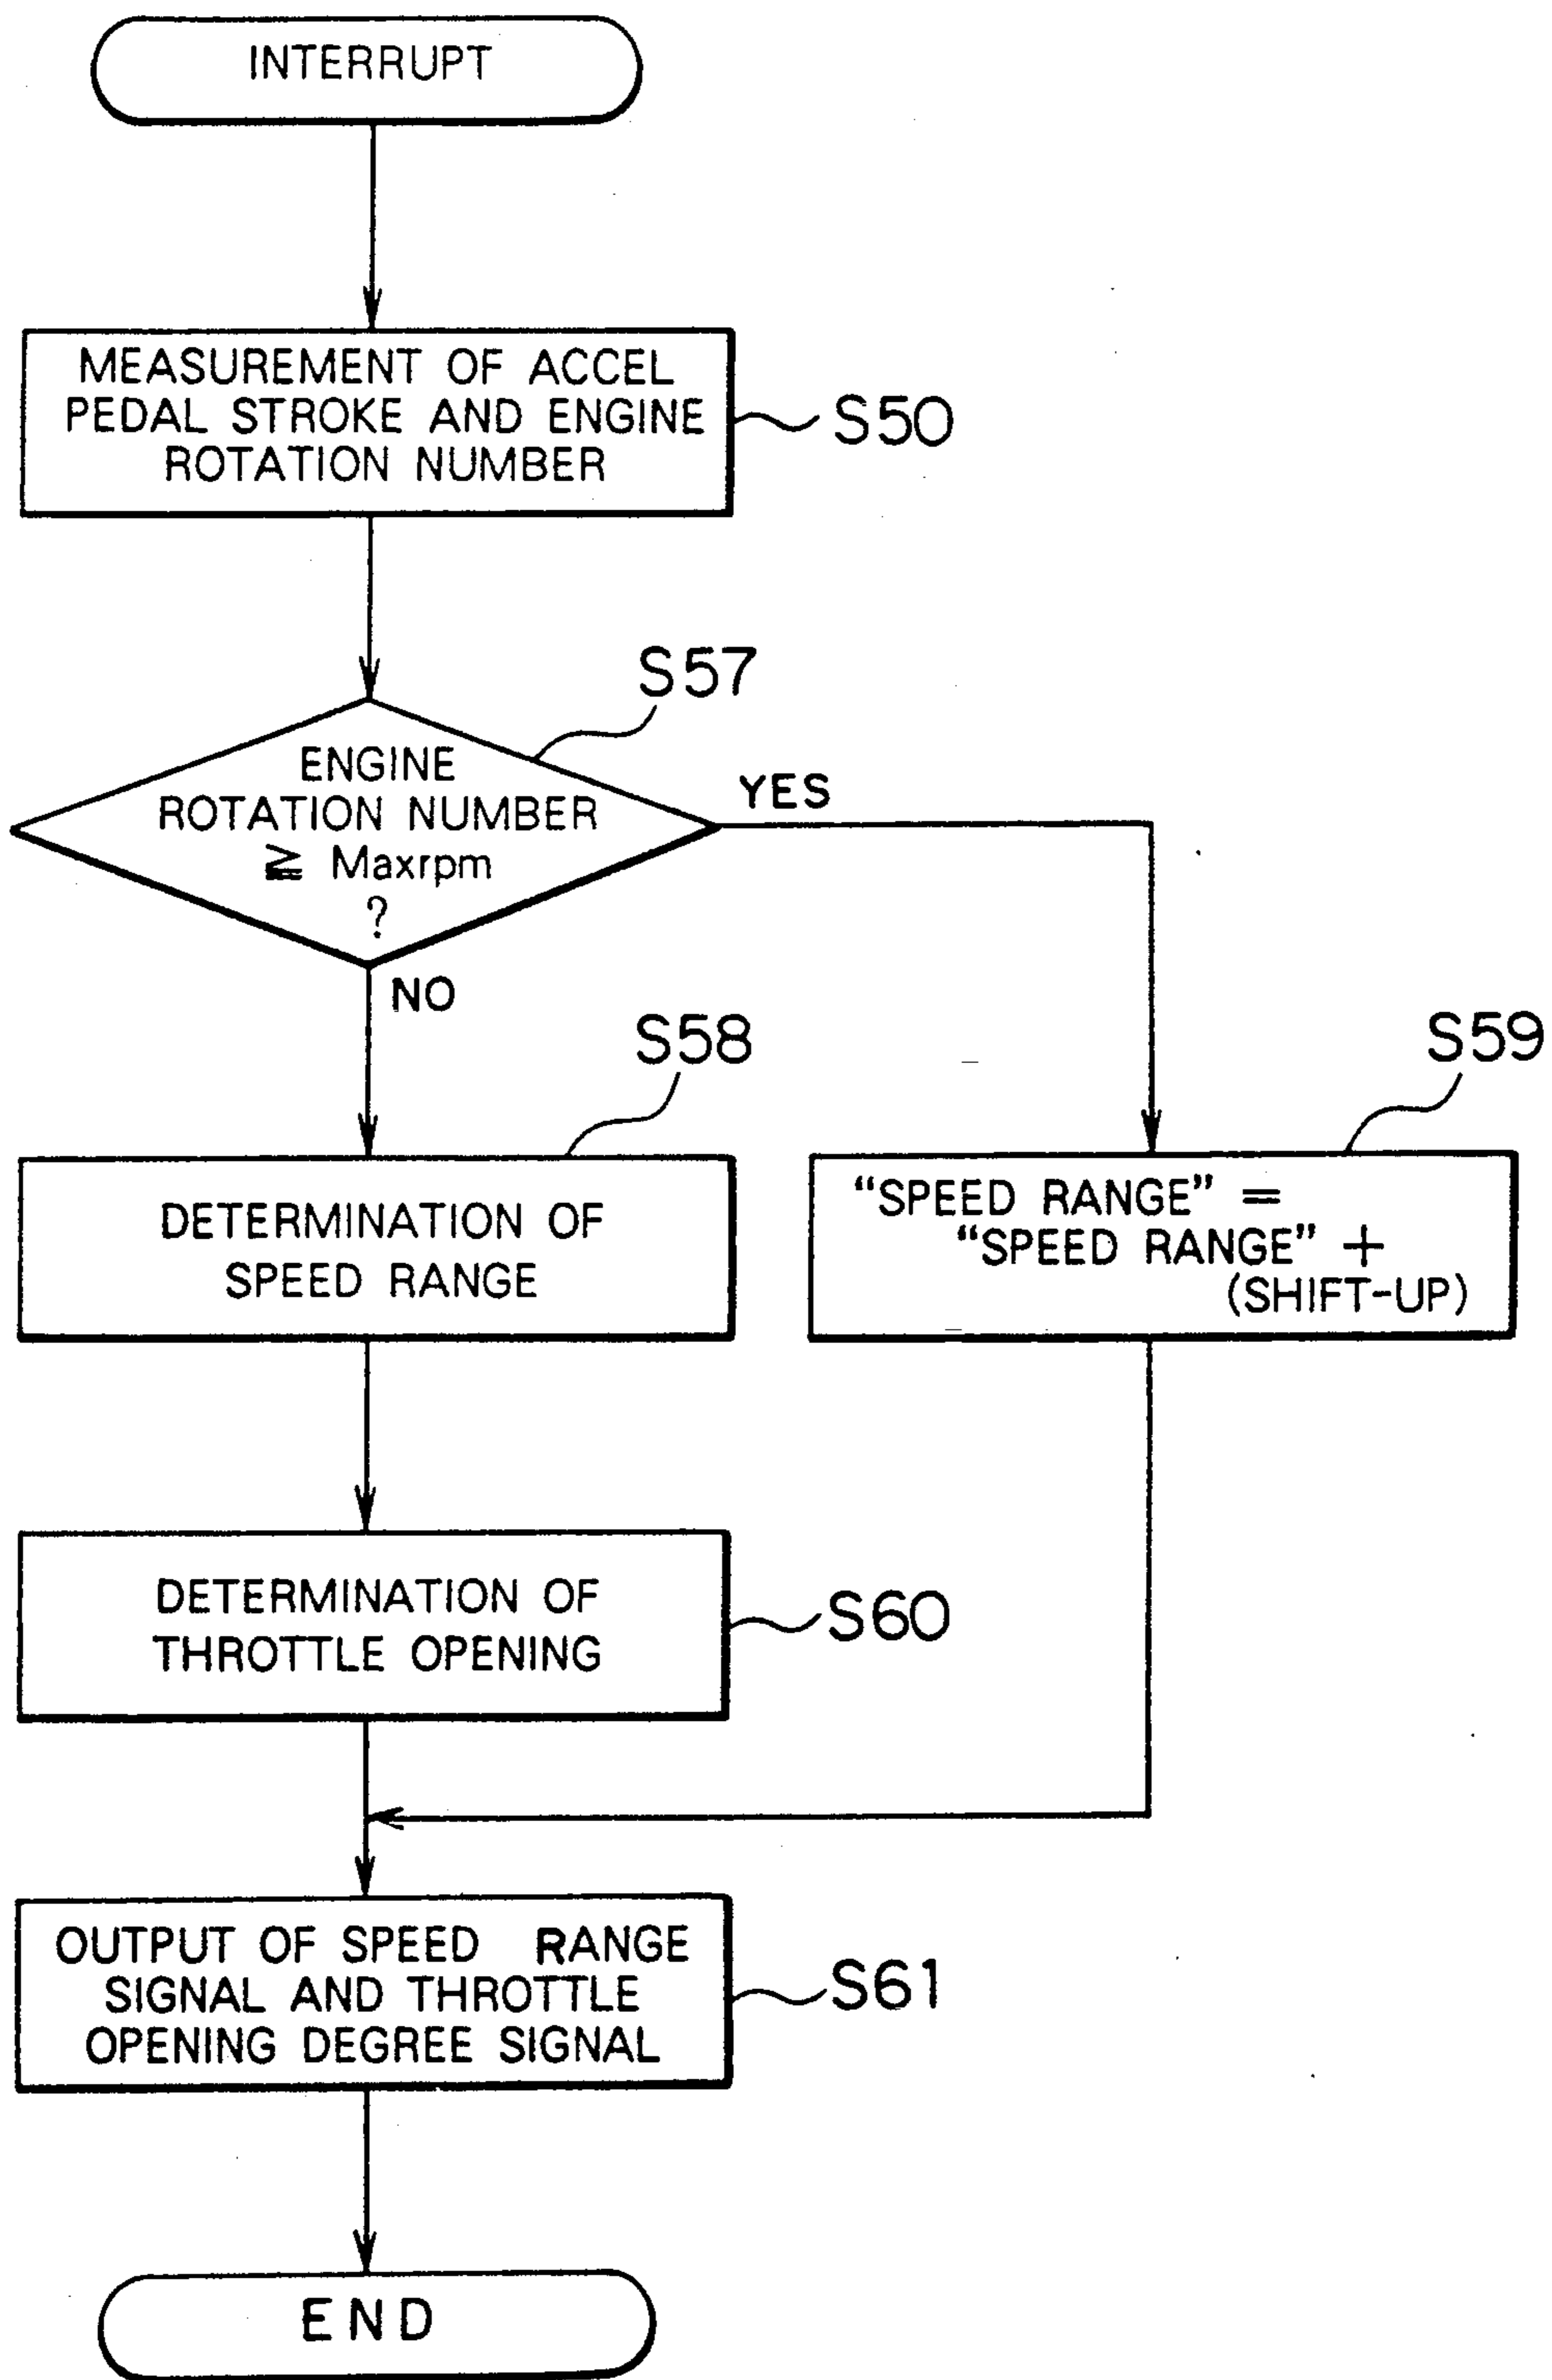 INTERRUPT
MEASUREMENT OF ACCEL
PEDAL STROKE AND ENGINE
ROTATION NUMBER
S50
S57
ENGINE
ROTATION NUMBER
≧ Maxrpm
?
YES
NO
S58
DETERMINATION OF
SPEED RANGE
S59
“SPEED RANGE” =
“SPEED RANGE” +
(SHIFT-UP)
DETERMINATION OF
THROTTLE OPENING
S60
OUTPUT OF SPEED RANGE
SIGNAL AND THROTTLE
OPENING DEGREE SIGNAL
S61
END